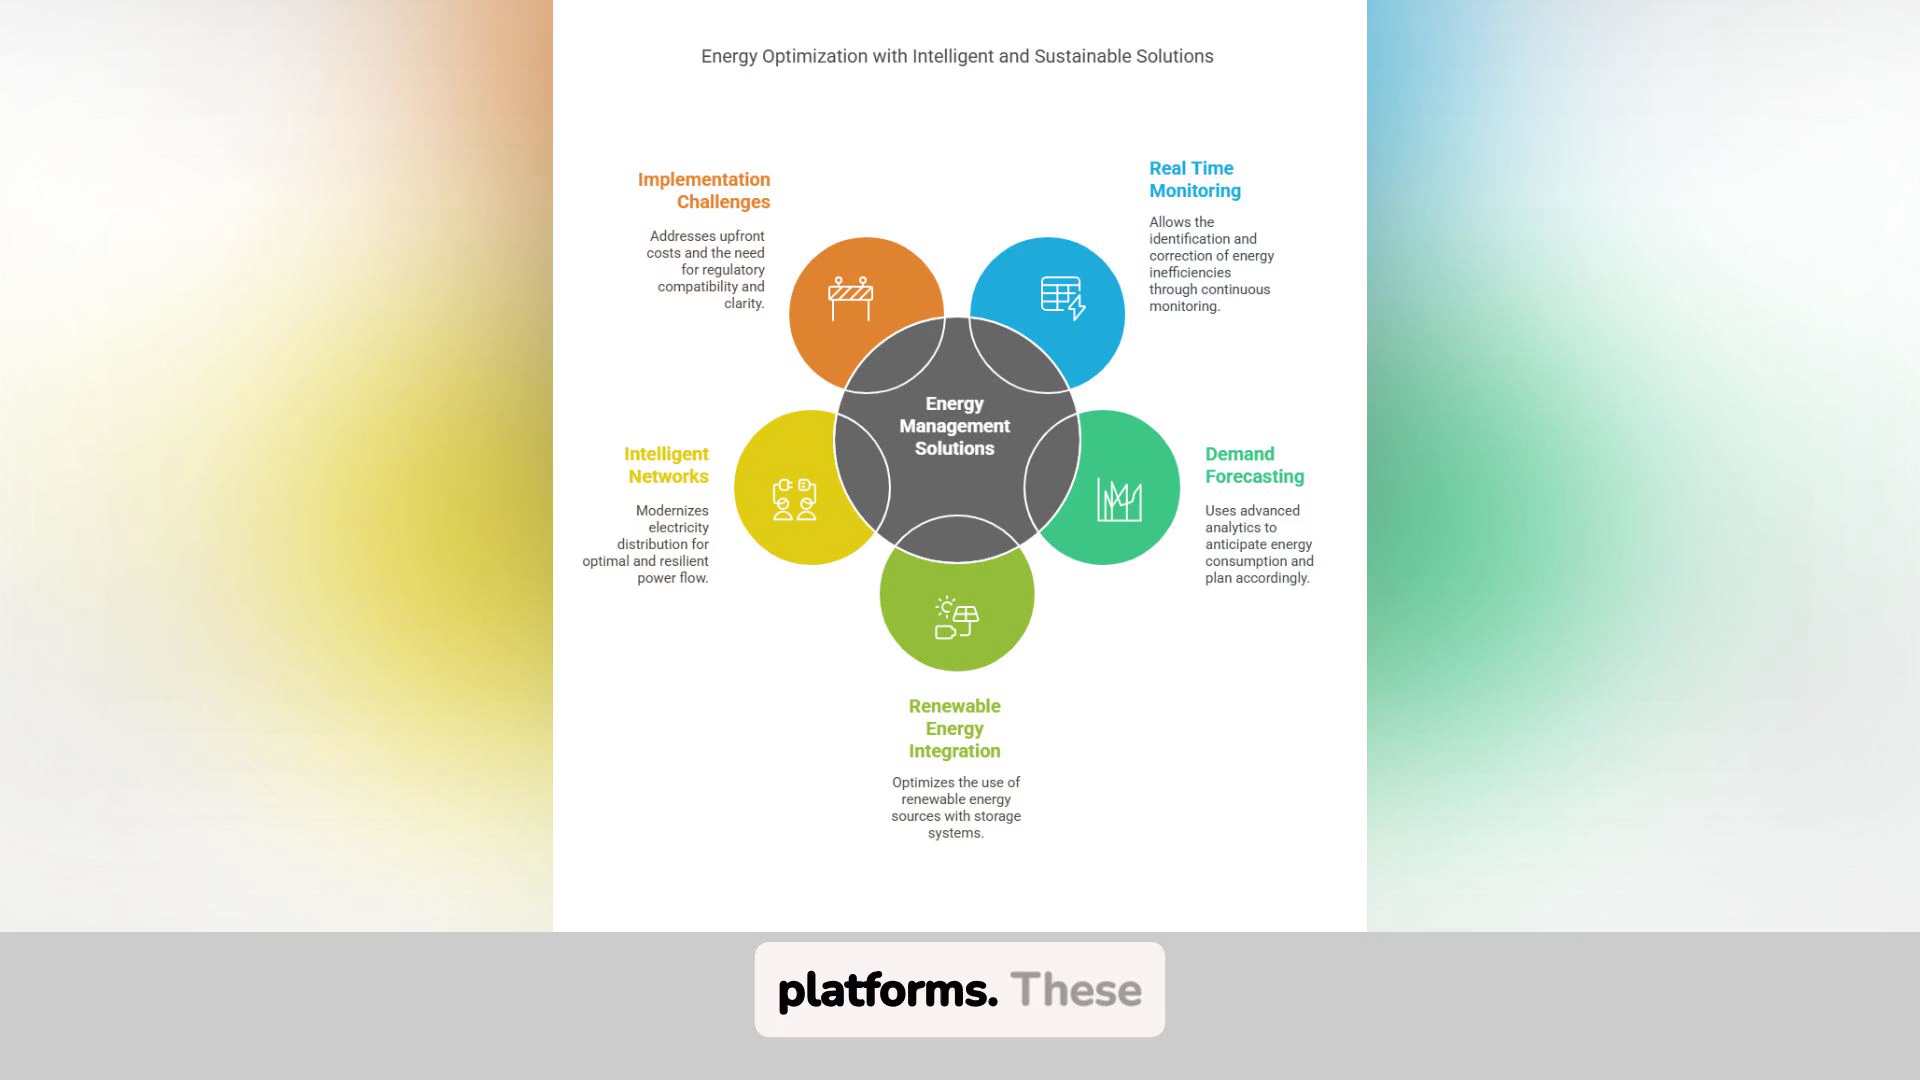 Energy Optimization with Intelligent and Sustainable Solutions
Implementation
Challenges
Addresses upfront
costs and the need
for regulatory
compatibility and
clarity.
Real Time
Monitoring
Allows the
identification and
correction of energy
inefficiencies
through continuous
monitoring.
Energy
Management
Solutions
Intelligent
Networks
Modernizes
electricity
distribution for
optimal and resilient
power flow.
Demand
Forecasting
Uses advanced
analytics to
anticipate energy
consumption and
plan accordingly.
Renewable
Energy
Integration
Optimizes the use of
renewable energy
sources with storage
systems.
platforms. These